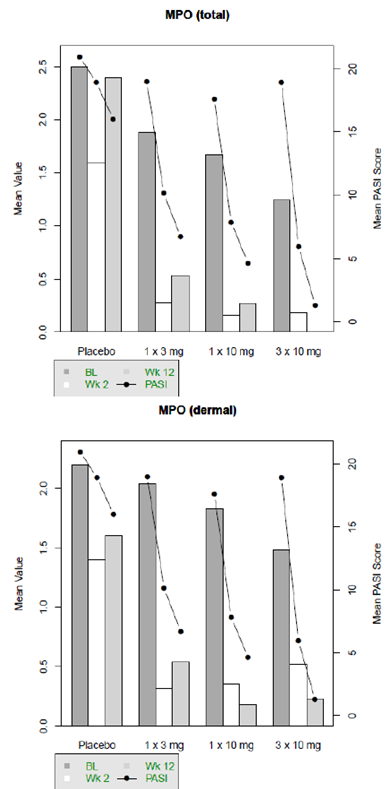 MPO (total)
Mean Value
0.0 0.5 1.0 1.5 2.0 2.5
0 5 10 15 20
Mean PASI Score
Placebo 1 x 3 mg 1 x 10 mg 3 x 10 mg
BL Wk 12
Wk 2 PASI
MPO (dermal)
Mean Value
0.0 0.5 1.0 1.5 2.0
0 5 10 15 20
Mean PASI Score
Placebo 1 x 3 mg 1 x 10 mg 3 x 10 mg
BL Wk 12
Wk 2 PASI